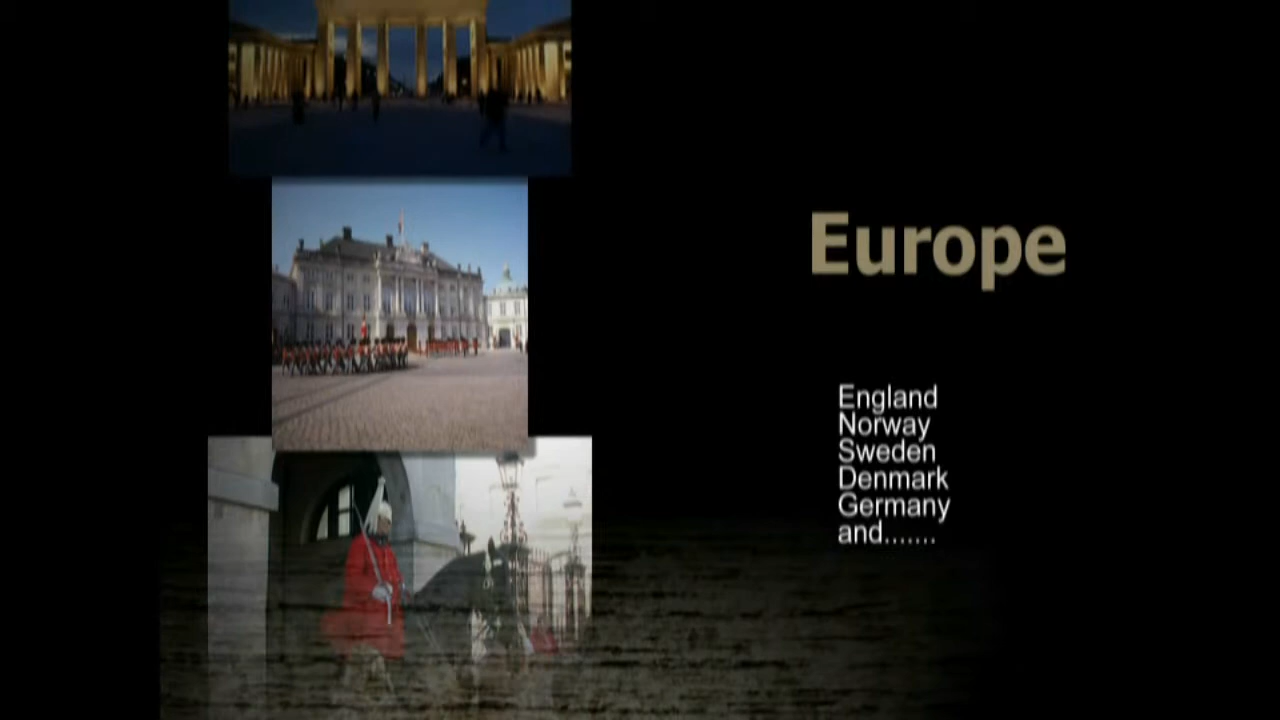 Europe
England
Norway
Sweden
Denmark
Germany
and.......